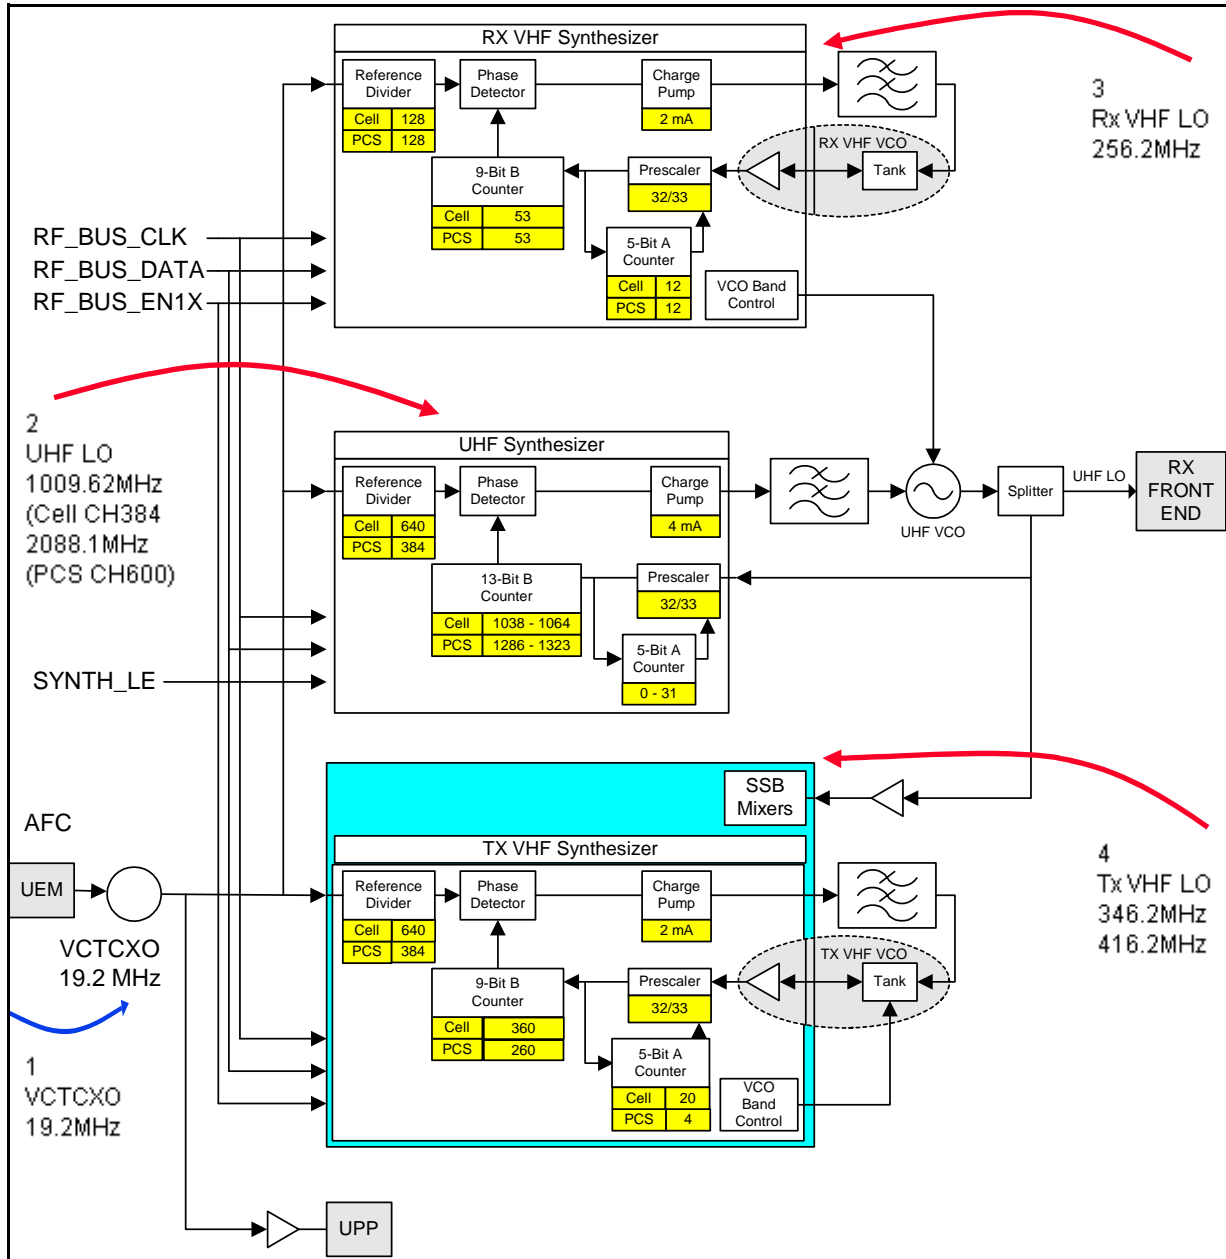 RX VHF Synthesizer
Reference
Divider
Cell 128
PCS 128
Phase
Detector
Charge
Pump
2 mA
9-Bit B
Counter
Cell 53
PCS 53
Prescaler
32/33
RX VHF VCO
Tank
5-Bit A
Counter
Cell 12
PCS 12
VCO Band
Control
3
Rx VHF LO
256.2MHz
RF_BUS_CLK
RF_BUS_DATA
RF_BUS_EN1X
2
UHF LO
1009.62MHz
(Cell CH384
2088.1MHz
(PCS CH600)
UHF Synthesizer
Reference
Divider
Cell 640
PCS 384
Phase
Detector
Charge
Pump
4 mA
13-Bit B
Counter
Cell 1038 - 1064
PCS 1286 - 1323
Prescaler
32/33
5-Bit A
Counter
0 - 31
UHF VCO
Splitter
UHF LO
RX
FRONT
END
SYNTH_LE
SSB
Mixers
TX VHF Synthesizer
Reference
Divider
Cell 640
PCS 384
Phase
Detector
Charge
Pump
2 mA
9-Bit B
Counter
Cell 360
PCS 260
Prescaler
32/33
TX VHF VCO
Tank
5-Bit A
Counter
Cell 20
PCS 4
VCO
Band
Control
4
Tx VHF LO
346.2MHz
416.2MHz
AFC
UEM
VCTCXO
19.2 MHz
1
VCTCXO
19.2MHz
UPP